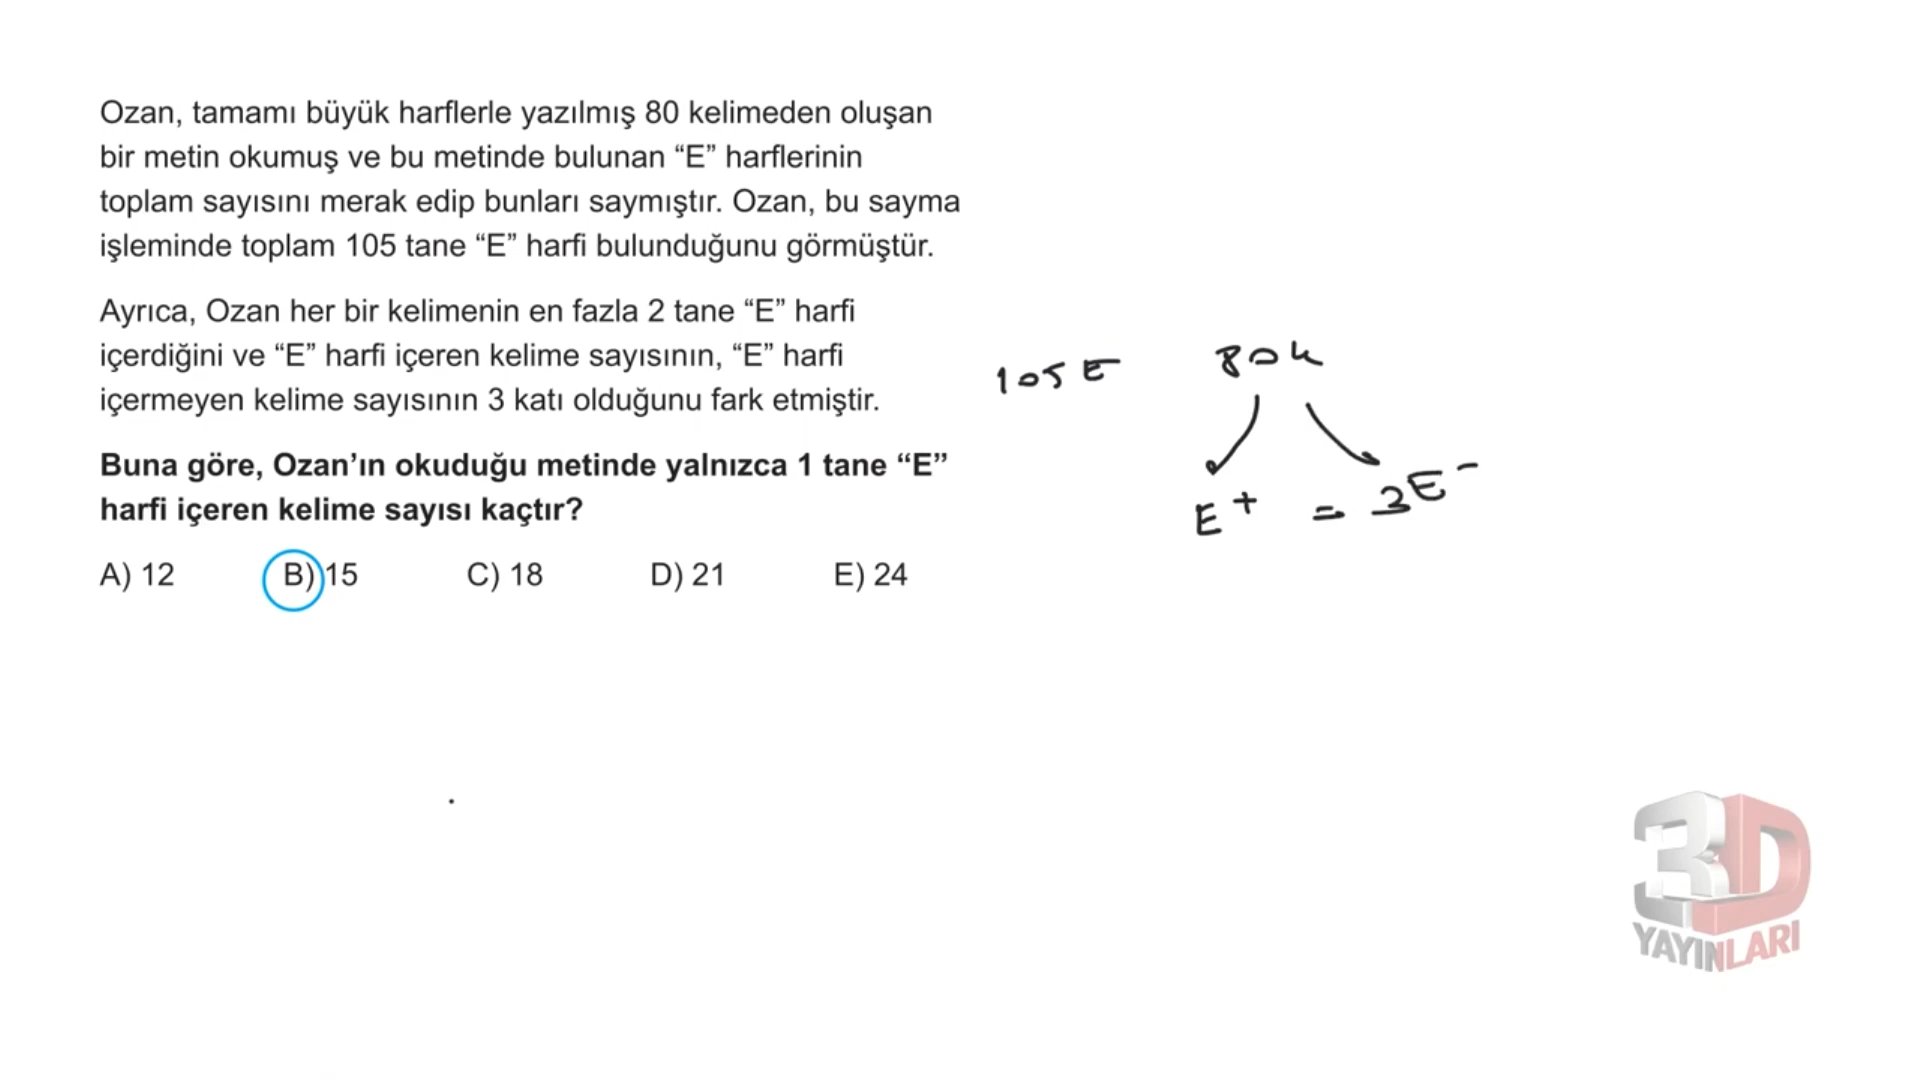 Ozan, tamamı büyük harflerle yazılmış 80 kelimeden oluşan
bir metin okumuş ve bu metinde bulunan “E” harflerinin
toplam sayısını merak edip bunları saymıştır. Ozan, bu sayma
işleminde toplam 105 tane “E” harfi bulunduğunu görmüştür.
Ayrıca, Ozan her bir kelimenin en fazla 2 tane “E” harfi
içerdiğini ve “E” harfi içeren kelime sayısının, “E” harfi
içermeyen kelime sayısının 3 katı olduğunu fark etmiştir.
Buna göre, Ozan’ın okuduğu metinde yalnızca 1 tane “E”
harfi içeren kelime sayısı kaçtır?
A) 12 B) 15 C) 18 D) 21 E) 24
105 E 80k
E+ = 3E-
3D
YAYINLARI